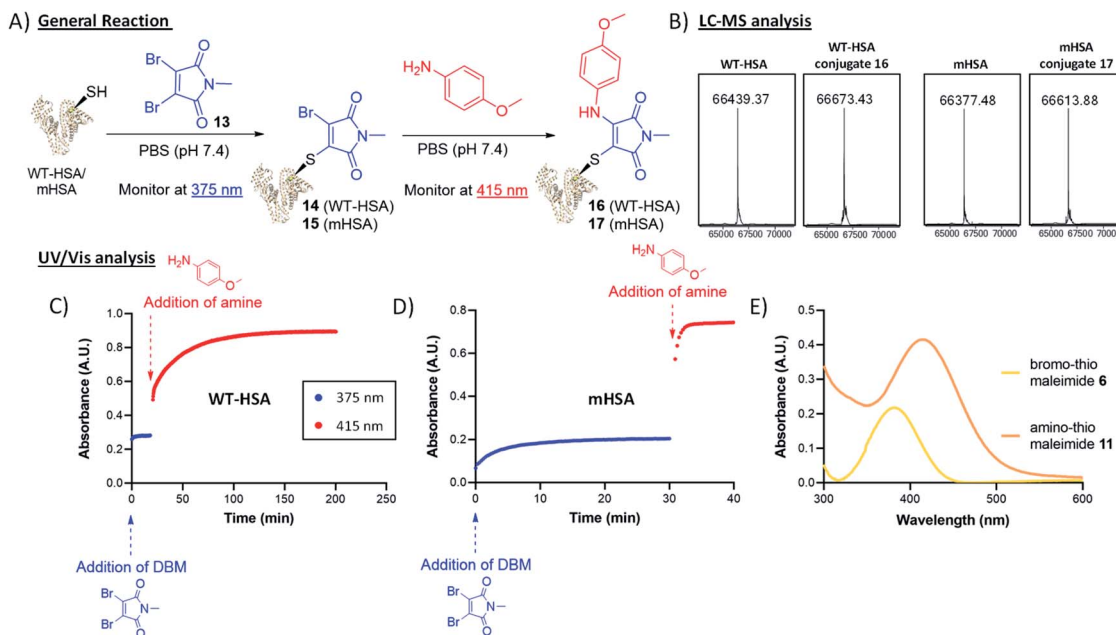 A) General Reaction
SH
WT-HSA/
mHSA
Br
Br
O
N
O
13
PBS (pH 7.4)
Monitor at 375 nm
Br
O
N
O
S
14 (WT-HSA)
15 (mHSA)
H2N
O
PBS (pH 7.4)
Monitor at 415 nm
O
HN
O
N
O
S
16 (WT-HSA)
17 (mHSA)
B) LC-MS analysis
WT-HSA
WT-HSA
conjugate 16
mHSA
mHSA
conjugate 17
66439.37
66673.43
66377.48
66613.88
65000 67500 70000
65000 67500 70000
65000 67500 70000
65000 67500 70000
UV/Vis analysis
C)
H2N
O
Addition of amine
Absorbance (A.U.)
1.0
0.8
0.6
0.4
0.2
0.0
WT-HSA
375 nm
415 nm
0 50 100 150 200 250
Time (min)
Addition of DBM
Br
Br
O
N
O
D)
H2N
O
Addition of amine
Absorbance (A.U.)
0.8
0.6
0.4
0.2
0.0
mHSA
0 10 20 30 40
Time (min)
Addition of DBM
Br
Br
O
N
O
E)
Absorbance (A.U.)
0.5
0.4
0.3
0.2
0.1
0.0
300 400 500 600
Wavelength (nm)
bromo-thio
maleimide 6
amino-thio
maleimide 11